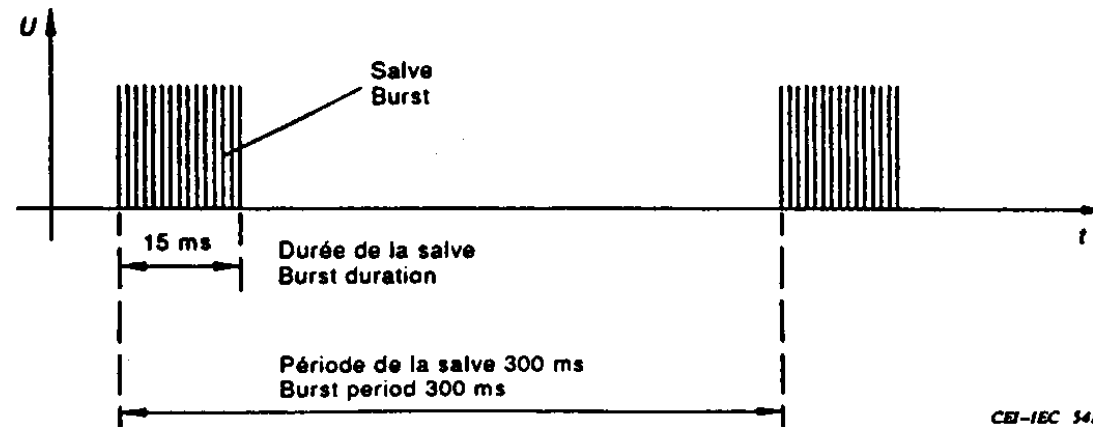 U
Salve
Burst
t
15 ms
Durée de la salve
Burst duration
Période de la salve 300 ms
Burst period 300 ms
CEI-IEC